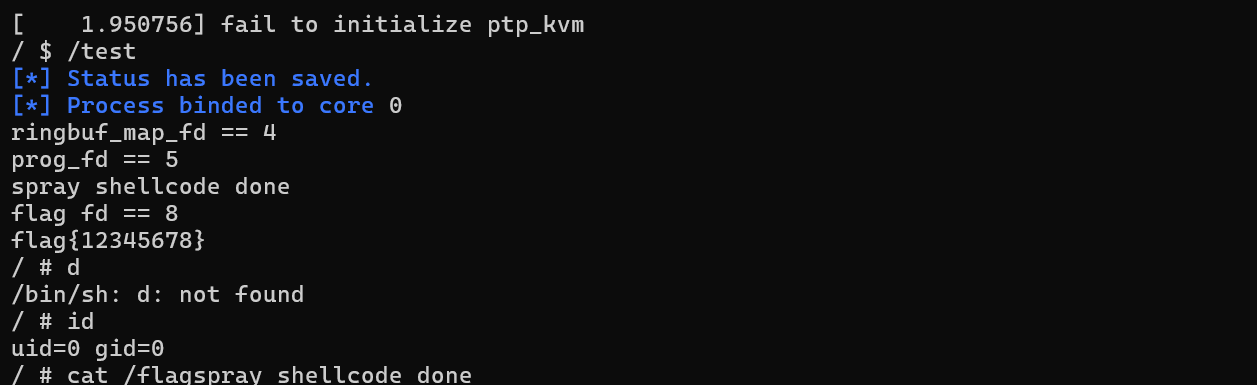 [    1.950756] fail to initialize ptp_kvm
/ $ /test
[*] Status has been saved.
[*] Process binded to core 0
ringbuf_map_fd == 4
prog_fd == 5
spray shellcode done
flag fd == 8
flag{12345678}
/ # d
/bin/sh: d: not found
/ # id
uid=0 gid=0
/ # cat /flagspray shellcode done